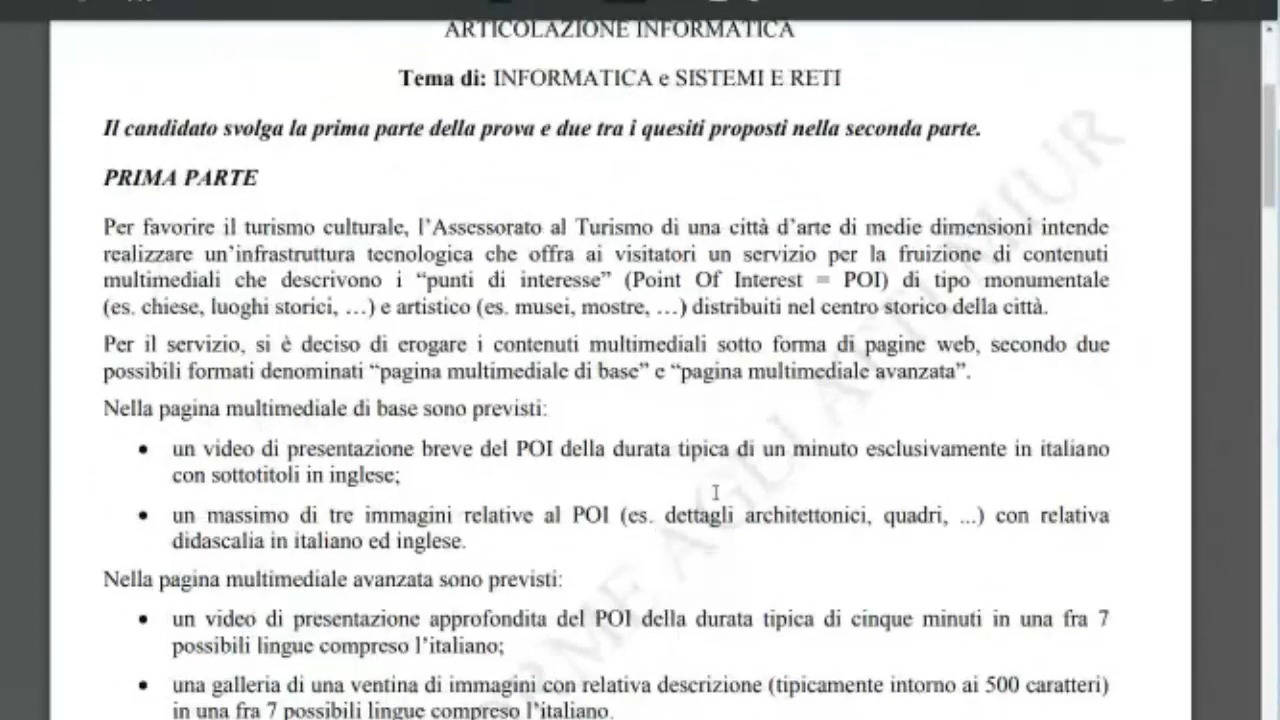 ARTICOLAZIONE INFORMATICA
Tema di: INFORMATICA e SISTEMI E RETI
Il candidato svolga la prima parte della prova e due tra i quesiti proposti nella seconda parte.
PRIMA PARTE
Per favorire il turismo culturale, l’Assessorato al Turismo di una città d’arte di medie dimensioni intende
realizzare un’infrastruttura tecnologica che offra ai visitatori un servizio per la fruizione di contenuti
multimediali che descrivono i “punti di interesse” (Point Of Interest = POI) di tipo monumentale
(es. chiese, luoghi storici, …) e artistico (es. musei, mostre, …) distribuiti nel centro storico della città.
Per il servizio, si è deciso di erogare i contenuti multimediali sotto forma di pagine web, secondo due
possibili formati denominati “pagina multimediale di base” e “pagina multimediale avanzata”.
Nella pagina multimediale di base sono previsti:
• un video di presentazione breve del POI della durata tipica di un minuto esclusivamente in italiano
con sottotitoli in inglese;
• un massimo di tre immagini relative al POI (es. dettagli architettonici, quadri, ...) con relativa
didascalia in italiano ed inglese.
Nella pagina multimediale avanzata sono previsti:
• un video di presentazione approfondita del POI della durata tipica di cinque minuti in una fra 7
possibili lingue compreso l’italiano;
• una galleria di una ventina di immagini con relativa descrizione (tipicamente intorno ai 500 caratteri)
in una fra 7 possibili lingue compreso l’italiano.